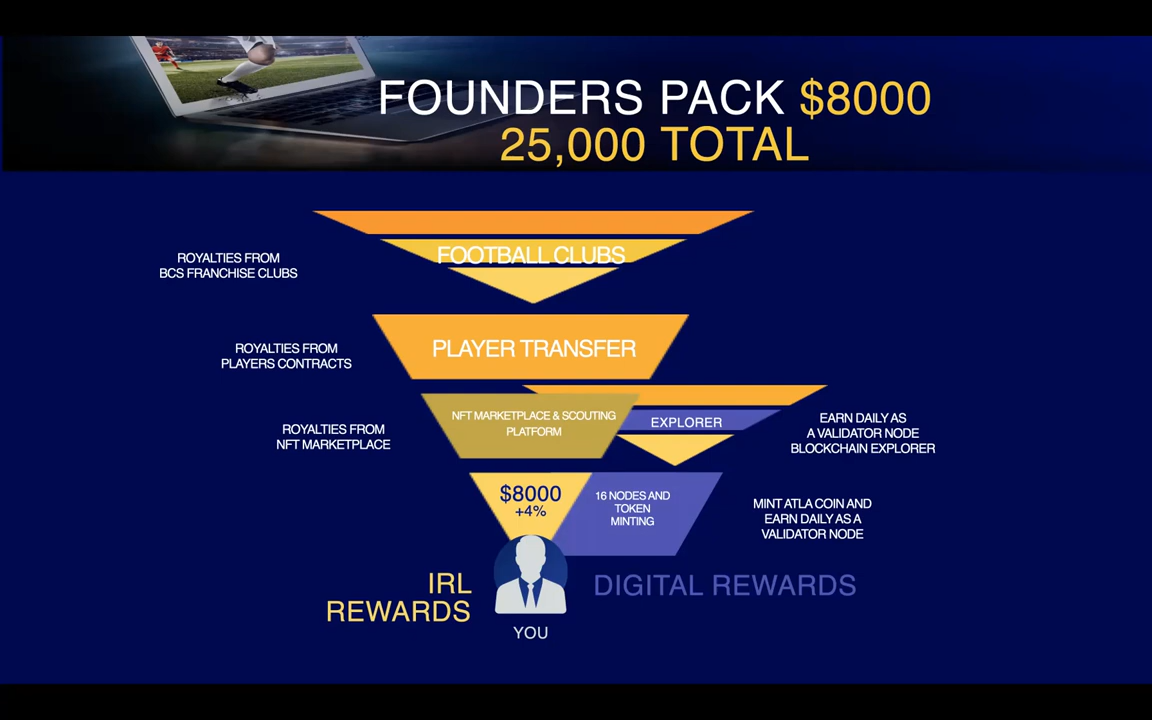 FOUNDERS PACK $8000
25,000 TOTAL
FOOTBALL CLUBS
ROYALTIES FROM
BCS FRANCHISE CLUBS
PLAYER TRANSFER
ROYALTIES FROM
PLAYERS CONTRACTS
NFT MARKETPLACE & SCOUTING
PLATFORM
ROYALTIES FROM
NFT MARKETPLACE
EXPLORER
EARN DAILY AS
A VALIDATOR NODE
BLOCKCHAIN EXPLORER
$8000
+4%
16 NODES AND
TOKEN
MINTING
MINT ATLA COIN AND
EARN DAILY AS A
VALIDATOR NODE
IRL
REWARDS
DIGITAL REWARDS
YOU